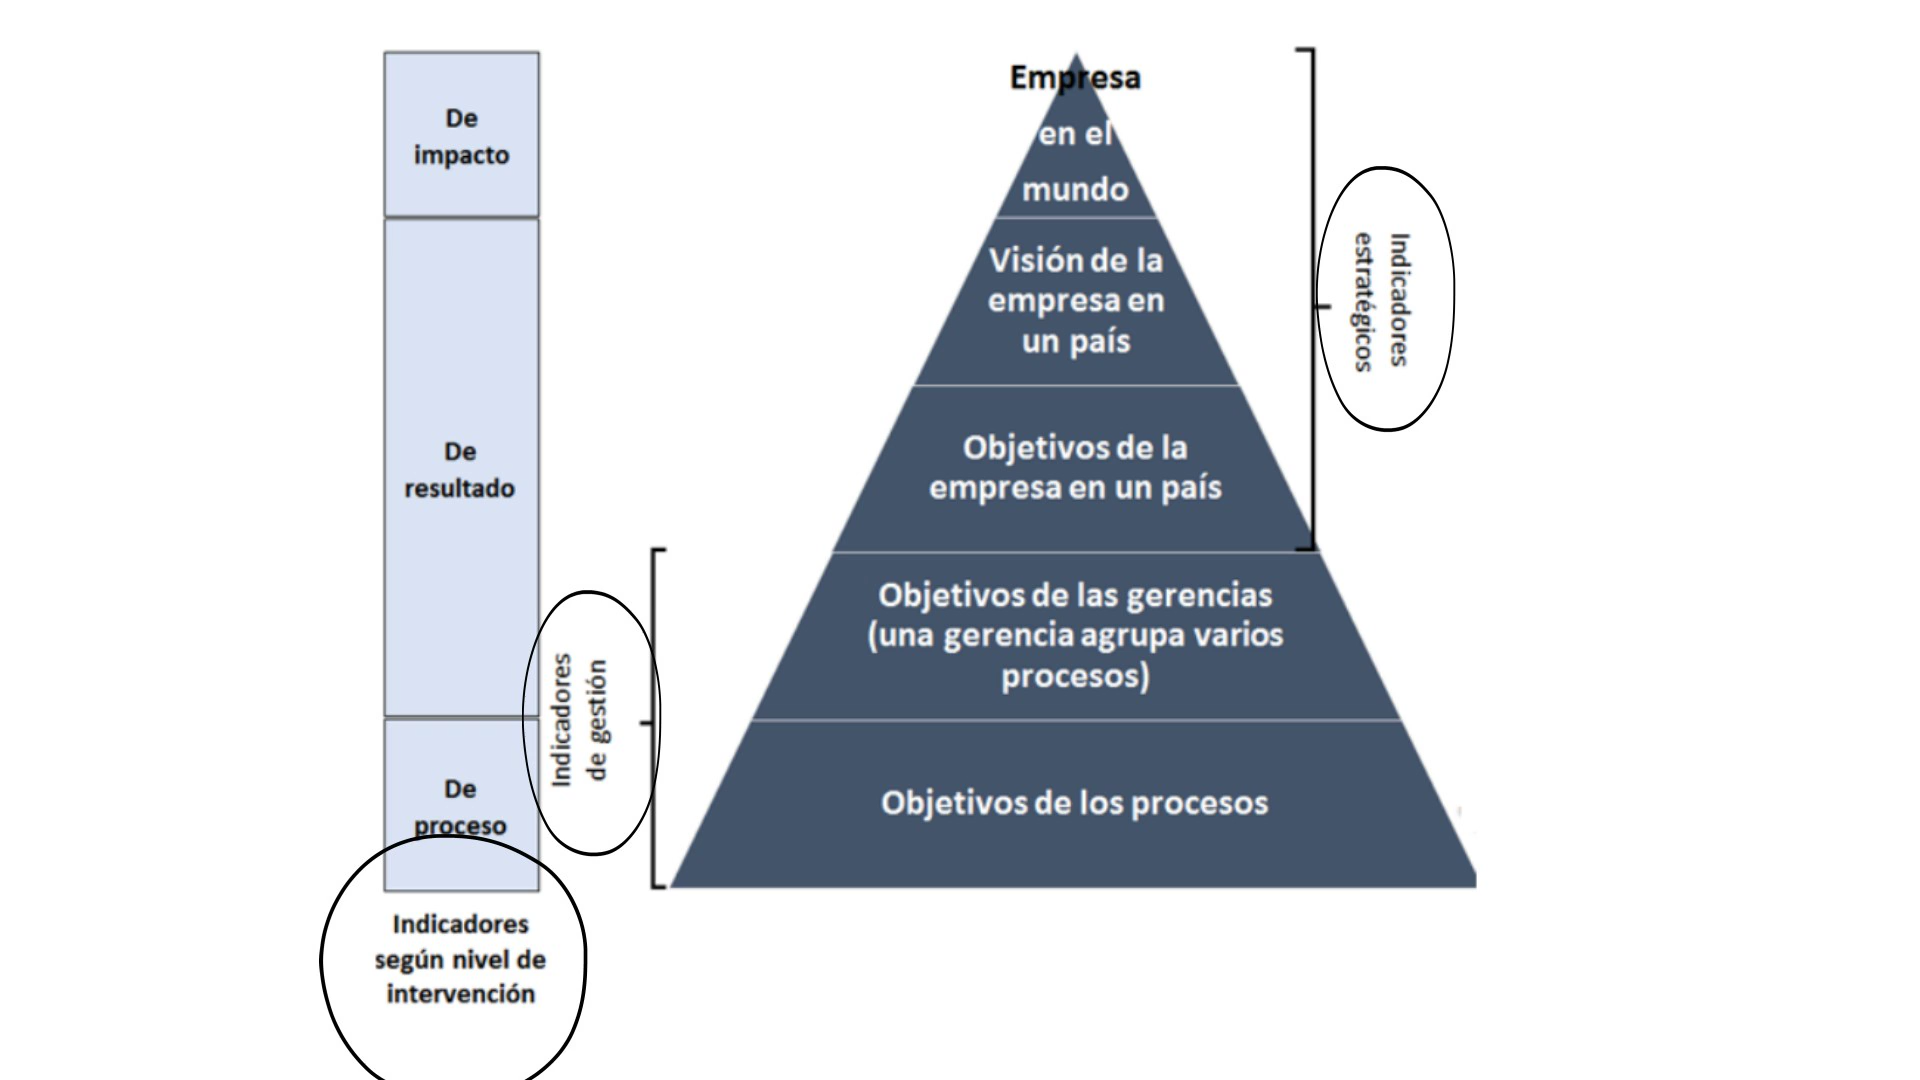 De
impacto
De
resultado
De
proceso
Indicadores
según nivel de
intervención
Indicadores
de gestión
Empresa
en el
mundo
Visión de la
empresa en
un país
Objetivos de la
empresa en un país
Objetivos de las gerencias
(una gerencia agrupa varios
procesos)
Objetivos de los procesos
Indicadores
estratégicos